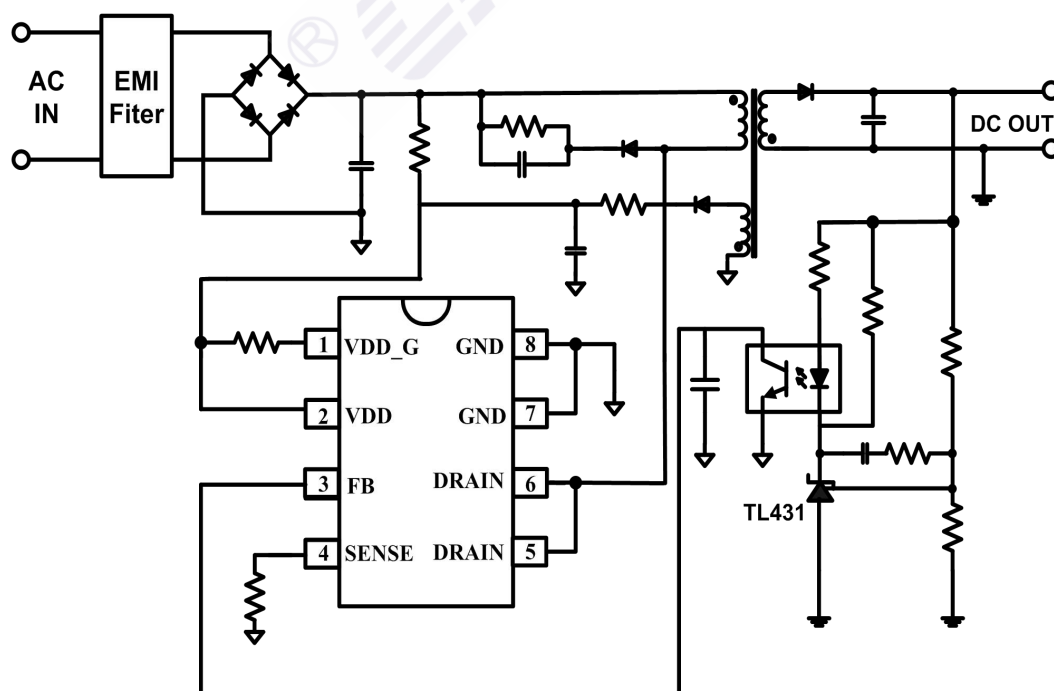 AC
IN
EMI
Fiter
DC OUT
1
VDD_G
GND
8
2
VDD
GND
7
3
FB
DRAIN
6
4
SENSE
DRAIN
5
TL431
®